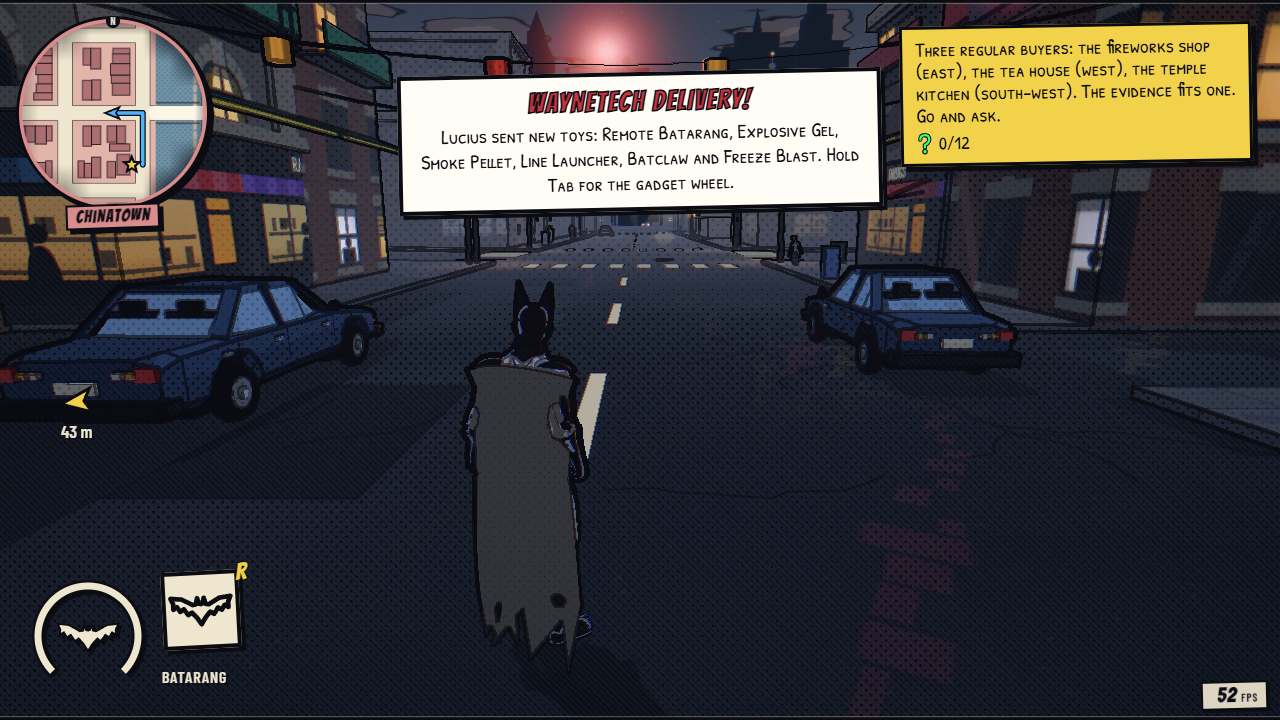 N
CHINATOWN
WAYNETECH DELIVERY!
Lucius sent new toys: Remote Batarang, Explosive Gel,
Smoke Pellet, Line Launcher, Batclaw and Freeze Blast. Hold
Tab for the gadget wheel.
Three regular buyers: the fireworks shop
(east), the tea house (west), the temple
kitchen (south-west). The evidence fits one.
Go and ask.
? 0/12
43 m
R
BATARANG
52 FPS